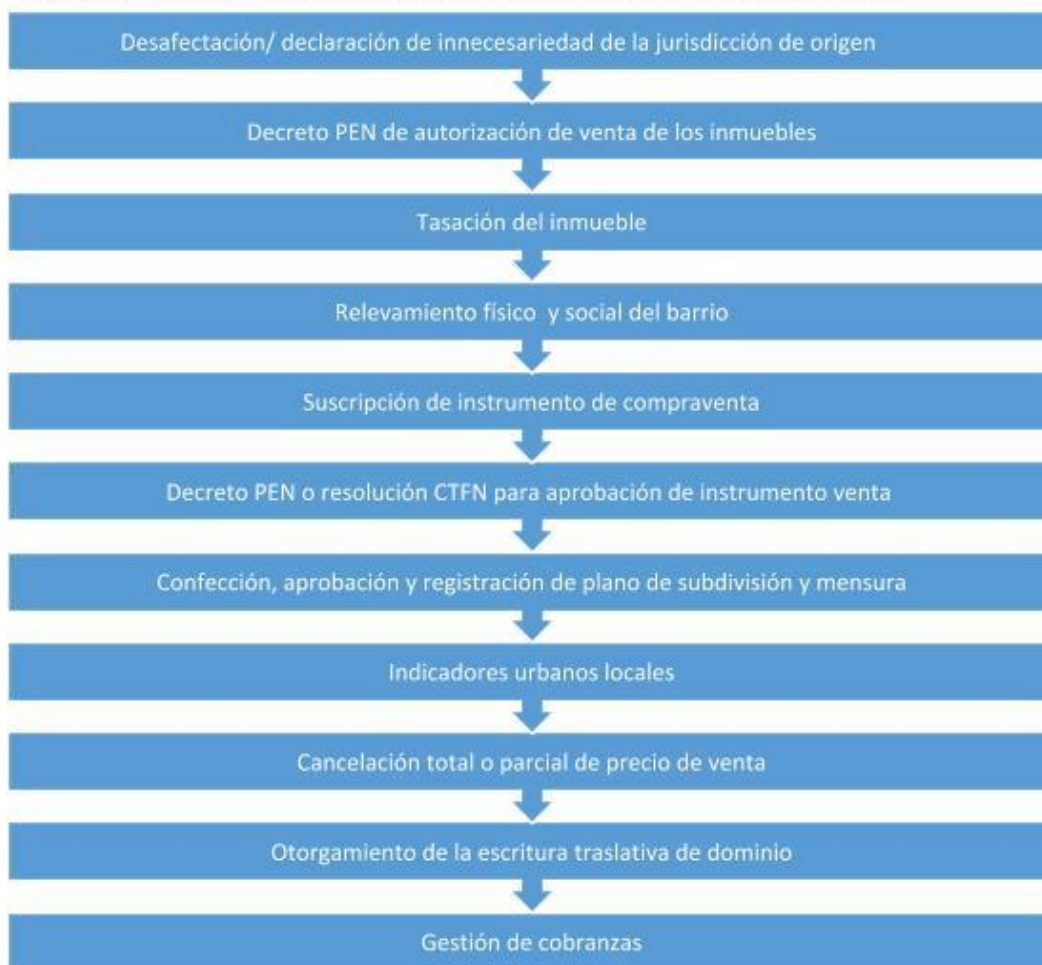 Desafectación/ declaración de innecesariedad de la jurisdicción de origen
Decreto PEN de autorización de venta de los inmuebles
Tasación del inmueble
Relevamiento físico y social del barrio
Suscripción de instrumento de compraventa
Decreto PEN o resolución CTFN para aprobación de instrumento venta
Confección, aprobación y registración de plano de subdivisión y mensura
Indicadores urbanos locales
Cancelación total o parcial de precio de venta
Otorgamiento de la escritura traslativa de dominio
Gestión de cobranzas